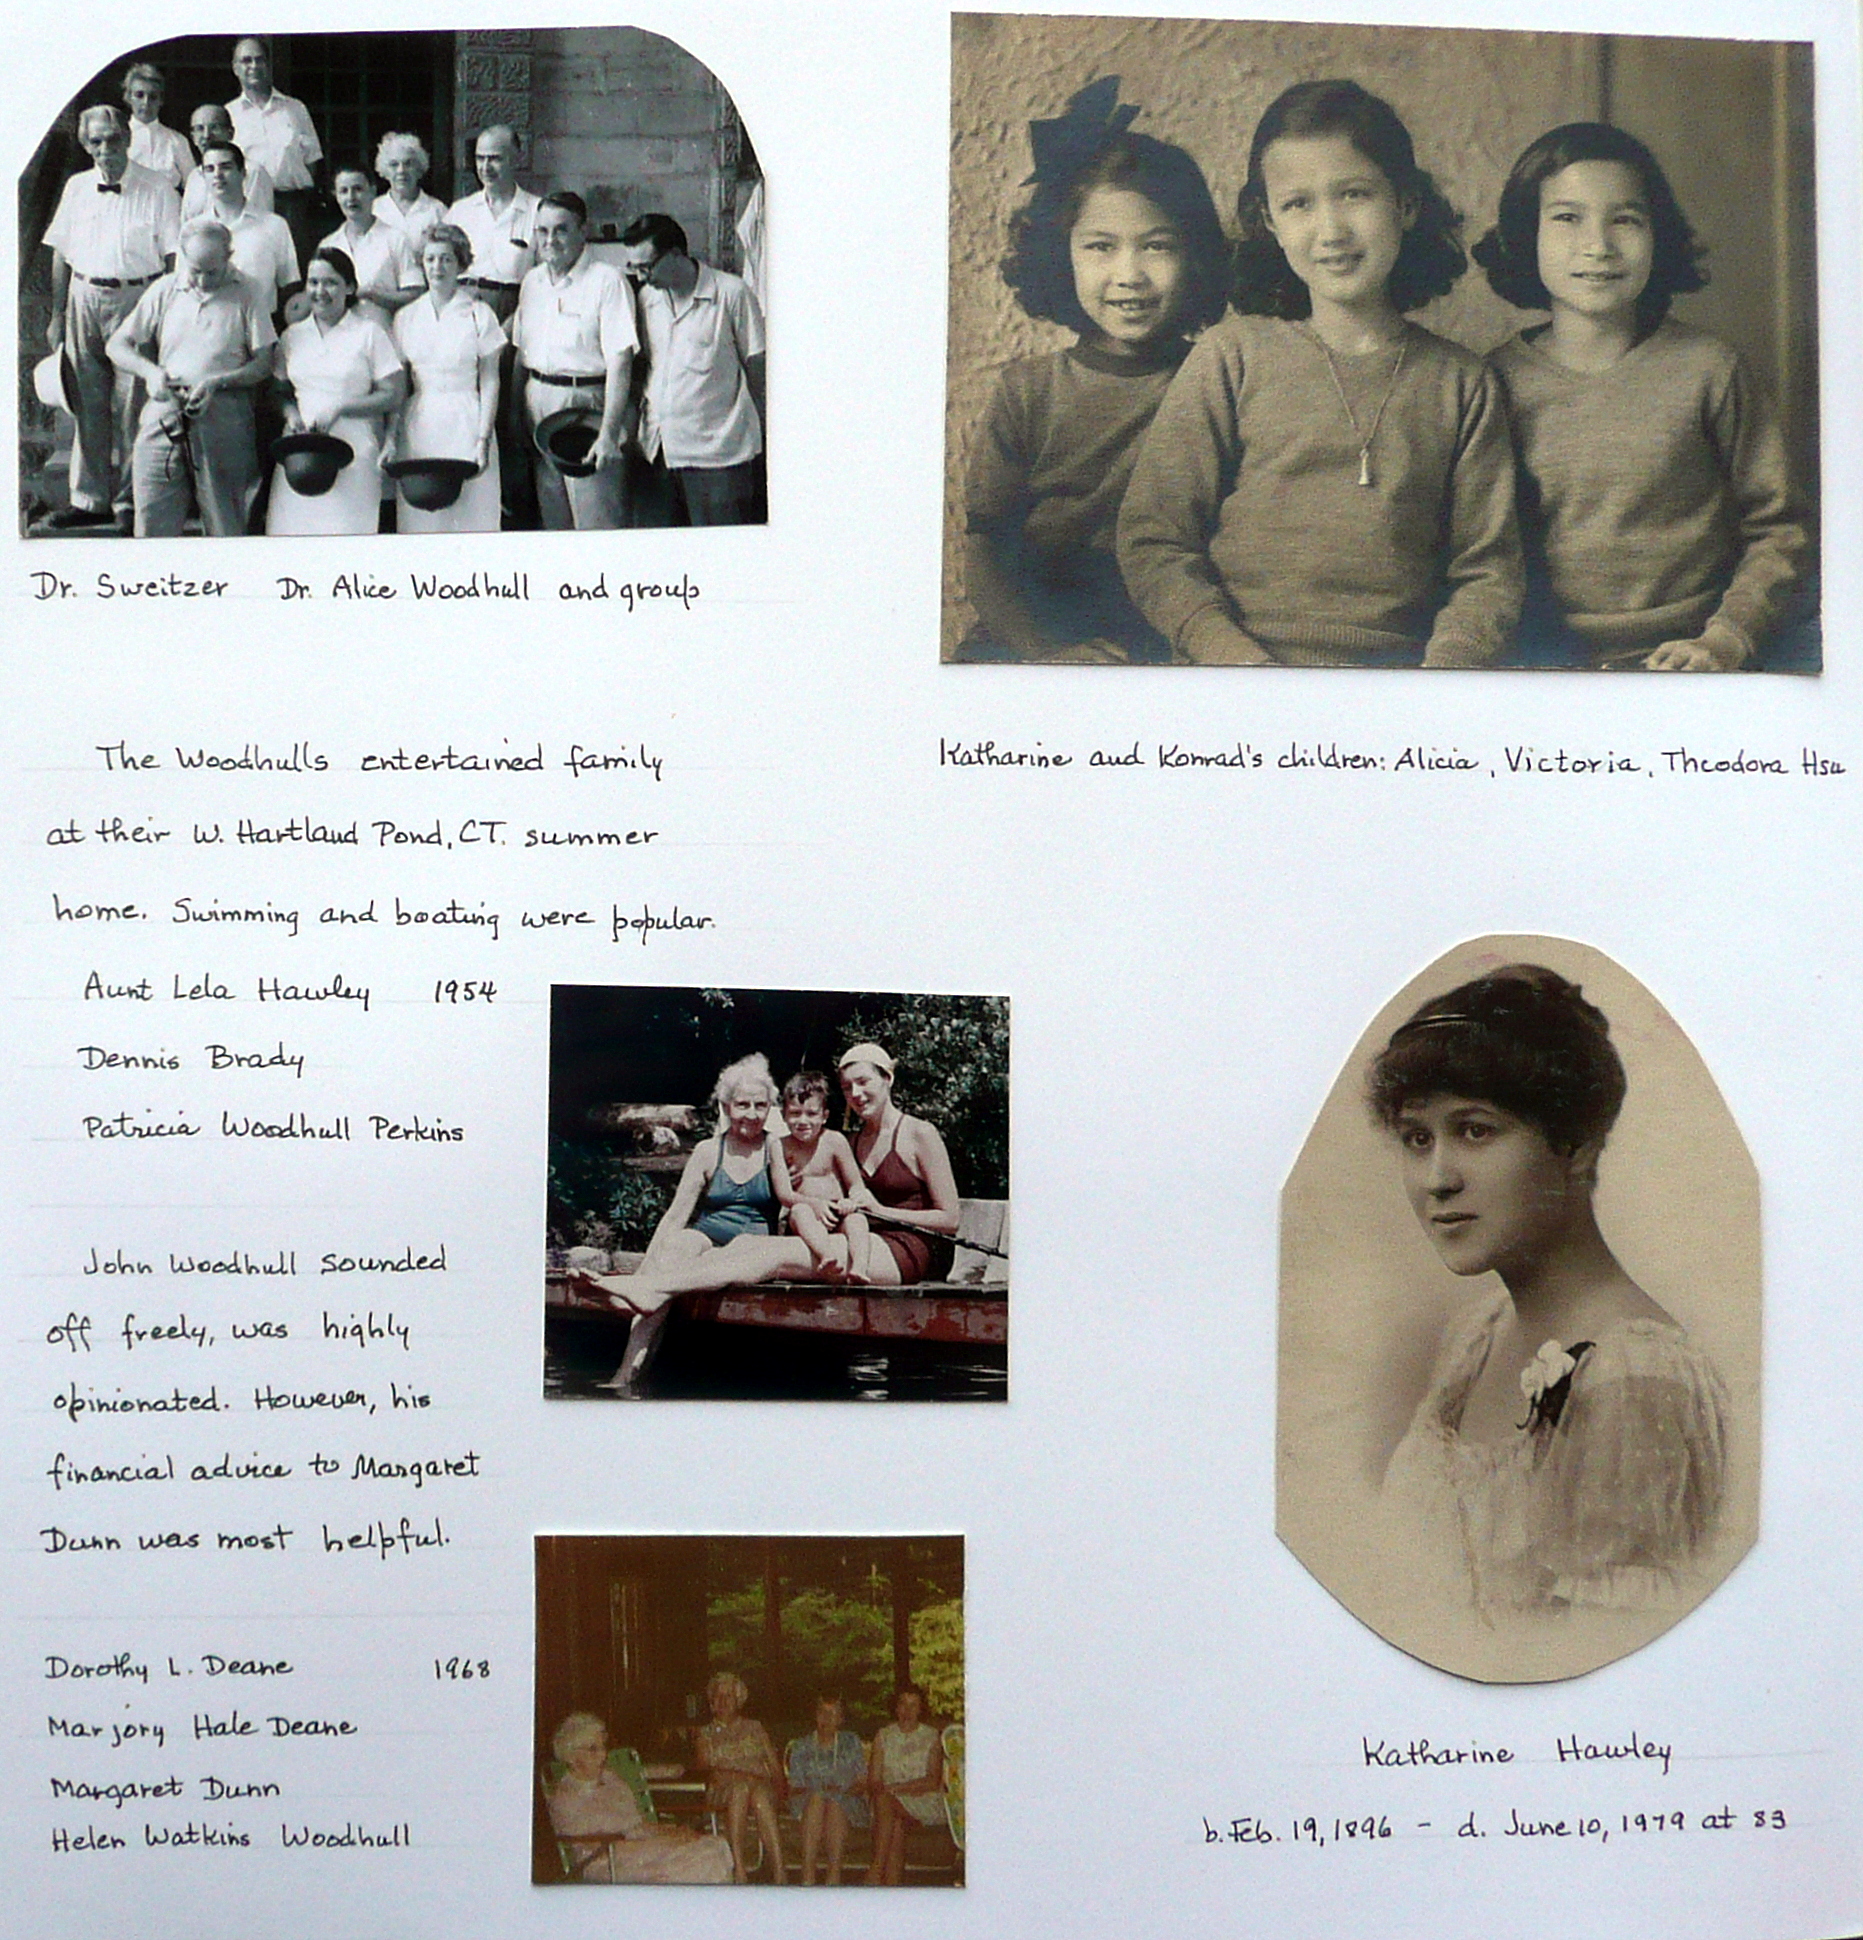 Dr. Sweitzer Dr. Alice Woodhull and group
Katharine and Konrad's children: Alicia, Victoria, Theodora Hsu
The Woodhulls entertained family
at their W. Hartland Pond, CT. summer
home. Swimming and boating were popular.
Aunt Lela Hawley 1954
Dennis Brady
Patricia Woodhull Perkins
John Woodhull sounded
off freely, was highly
opinionated. However, his
financial advice to Margaret
Dunn was most helpful.
Dorothy L. Deane 1968
Marjory Hale Deane
Margaret Dunn
Helen Watkins Woodhull
Katharine Hawley
b. Feb. 19, 1896 - d. June 10, 1979 at 83